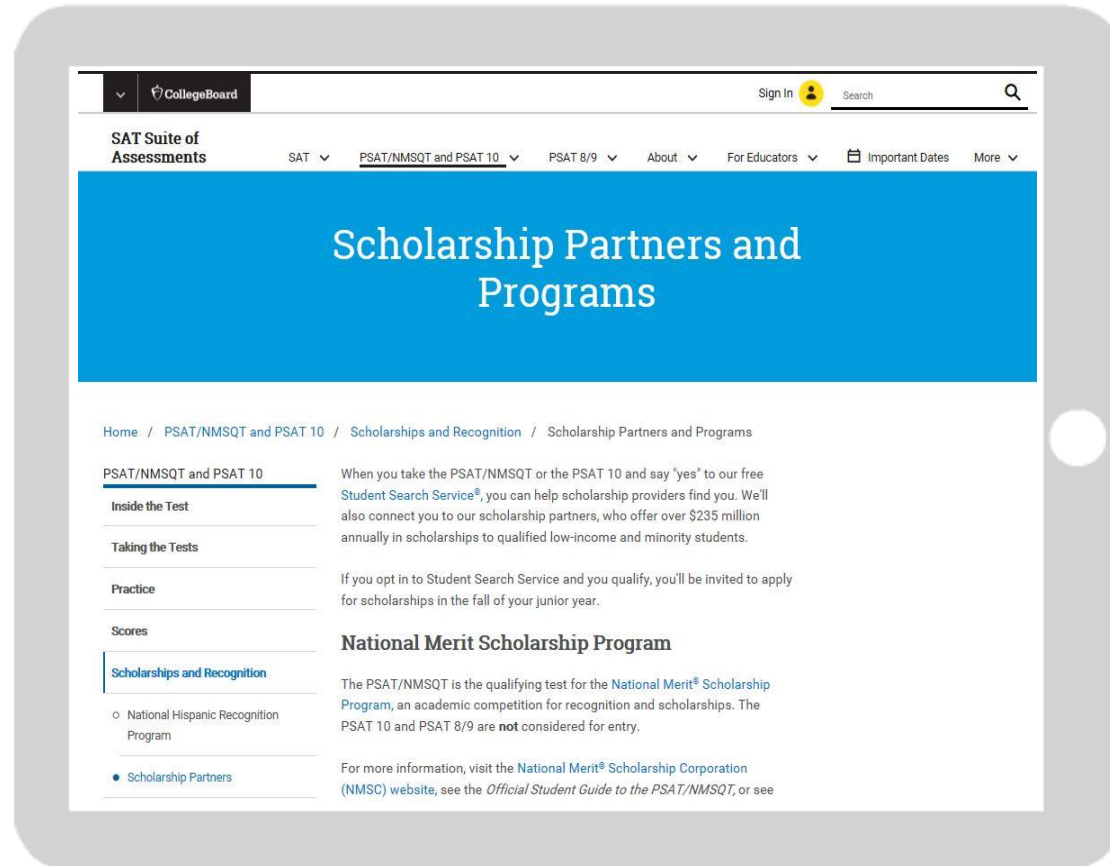 CollegeBoard
Sign In
Search
SAT Suite of
Assessments
SAT
PSAT/NMSQT and PSAT 10
PSAT 8/9
About
For Educators
Important Dates
More
Scholarship Partners and
Programs
Home / PSAT/NMSQT and PSAT 10 / Scholarships and Recognition / Scholarship Partners and Programs
PSAT/NMSQT and PSAT 10
Inside the Test
Taking the Tests
Practice
Scores
Scholarships and Recognition
National Hispanic Recognition
Program
Scholarship Partners
When you take the PSAT/NMSQT or the PSAT 10 and say "yes" to our free
Student Search Service®, you can help scholarship providers find you. We'll
also connect you to our scholarship partners, who offer over $235 million
annually in scholarships to qualified low-income and minority students.
If you opt in to Student Search Service and you qualify, you'll be invited to apply
for scholarships in the fall of your junior year.
National Merit Scholarship Program
The PSAT/NMSQT is the qualifying test for the National Merit® Scholarship
Program, an academic competition for recognition and scholarships. The
PSAT 10 and PSAT 8/9 are not considered for entry.
For more information, visit the National Merit® Scholarship Corporation
(NMSC) website, see the Official Student Guide to the PSAT/NMSQT, or see